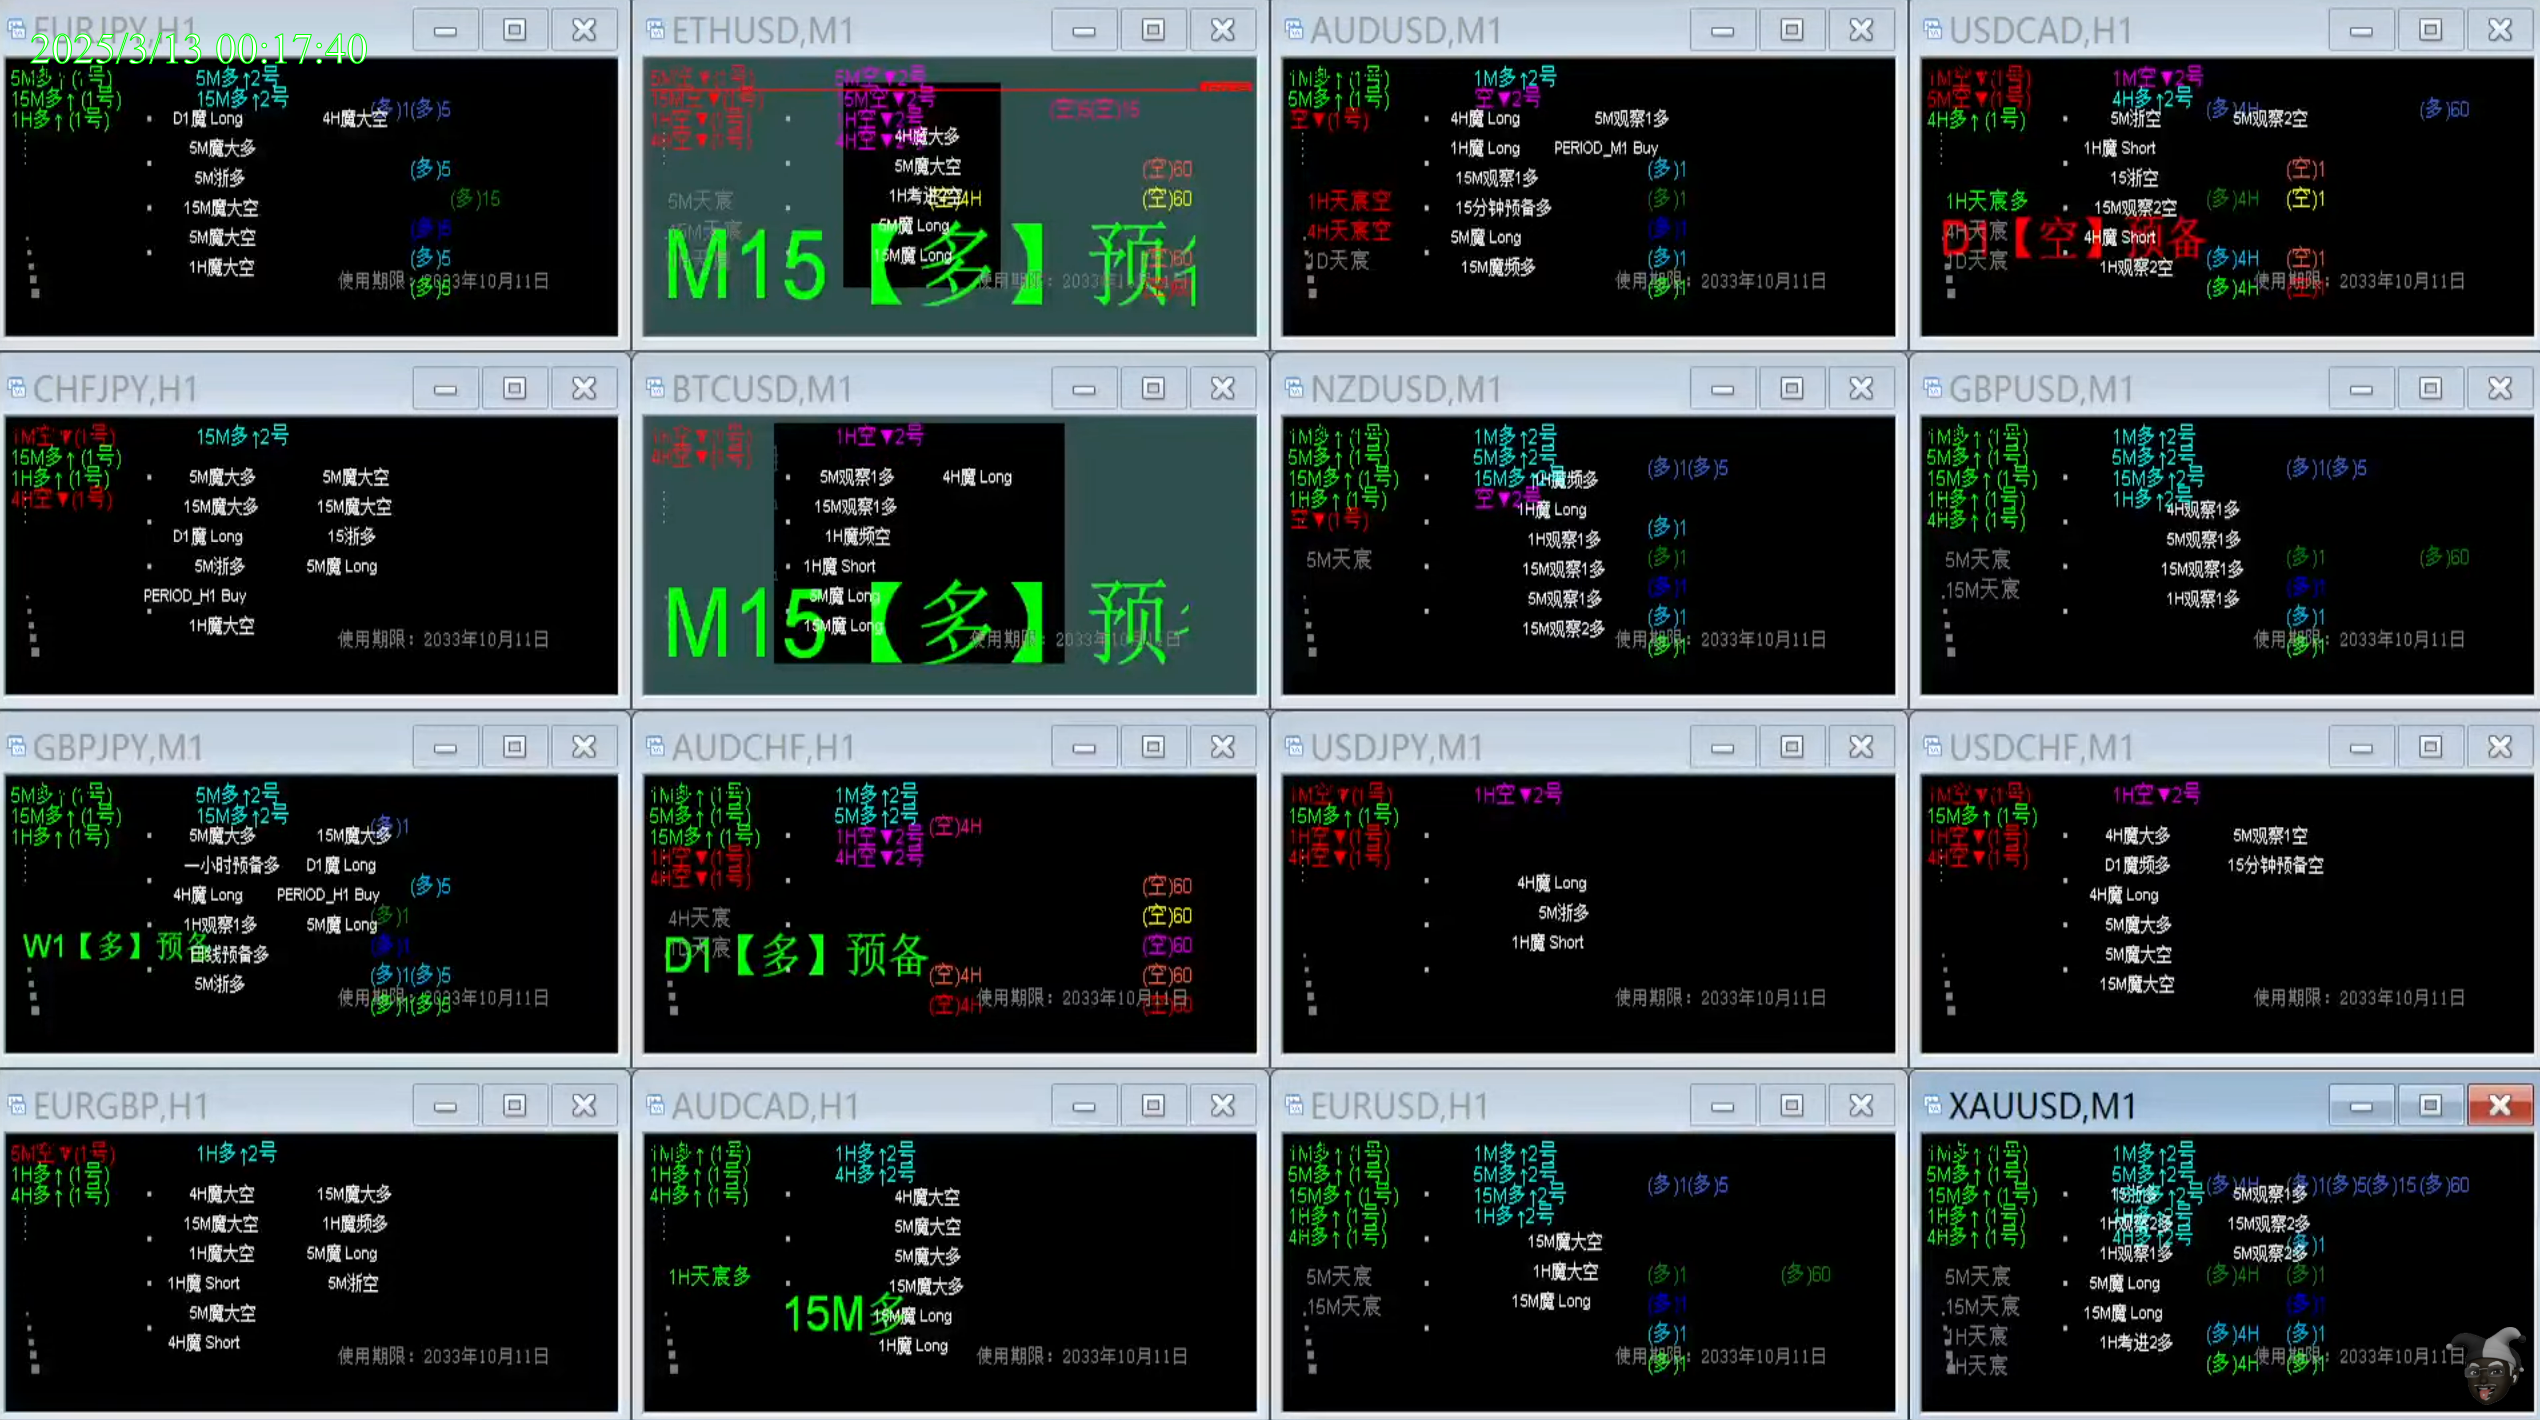 EURJPY,H1
2025/3/13 00:17:40
5M多↑(1号) 5M多↑2号
15M多↑(1号) 15M多↑2号 (多)1(多)5
1H多↑(1号) D1魔 Long 4H魔大空
5M魔大多
5M浙多 (多)5
15M魔大空 (多)15
5M魔大空 (多)5
1H魔大空 (多)5
使用期限:2033年10月11日
(多)5
ETHUSD,M1
5M空▼(1号) 5M空▼2号
15M空▼(1号) 15M空▼2号 (空)5(空)15
1H空▼(1号) 1H空▼2号
4H空▼(1号) 4H空▼2号 4H魔大多
5M魔大空 (空)60
5M天宸 1H考进空 (空)4H (空)60
15M天宸 5M魔 Long
15M魔 Long (空)60
M15【多】预
使用期限:2033年10月11日
AUDUSD,M1
1M多↑(1号) 1M多↑2号
5M多↑(1号) 空▼2号
空▼(1号) 4H魔 Long 5M观察1多
1H魔 Long PERIOD_M1 Buy
15M观察1多 (多)1
1H天宸空 15分钟预备多 (多)1
4H天宸空 5M魔 Long (多)1
1D天宸 15M魔频多 (多)1
使用期限:2033年10月11日
(多)1
USDCAD,H1
1M空▼(1号) 1M空▼2号
5M空▼(1号) 4H多↑2号 (多)4H (多)60
4H多↑(1号) 5M浙空 5M观察2空
1H魔 Short
15浙空 (空)1
1H天宸多 15M观察2空 (多)4H (空)1
4H天宸 4H魔 Short
D1【空】预备
1D天宸 1H观察2空 (多)4H (空)1
使用期限:2033年10月11日
(多)4H (空)1
CHFJPY,H1
1M空▼(1号) 15M多↑2号
15M多↑(1号)
1H多↑(1号) 5M魔大多 5M魔大空
4H空▼(1号) 15M魔大多 15M魔大空
D1魔 Long 15浙多
5M浙多 5M魔 Long
PERIOD_H1 Buy
1H魔大空
使用期限:2033年10月11日
BTCUSD,M1
1H空▼(1号) 1H空▼2号
4H空▼(1号)
5M观察1多 4H魔 Long
15M观察1多
1H魔频空
1H魔 Short
5M魔 Long
15M魔 Long
M15【多】预
使用期限:2033年10月11日
NZDUSD,M1
1M多↑(1号) 1M多↑2号
5M多↑(1号) 5M多↑2号 (多)1(多)5
15M多↑(1号) 15M多↑2号 1H魔频多
1H多↑(1号) 空▼2号
空▼(1号) 1H魔 Long
1H观察1多 (多)1
5M天宸 15M观察1多 (多)1
5M观察1多 (多)1
15M观察2多 (多)1
使用期限:2033年10月11日
(多)1
GBPUSD,M1
1M多↑(1号) 1M多↑2号
5M多↑(1号) 5M多↑2号 (多)1(多)5
15M多↑(1号) 15M多↑2号
1H多↑(1号) 1H多↑2号
4H多↑(1号) 4H观察1多
5M观察1多
5M天宸 15M观察1多 (多)1 (多)60
15M天宸 1H观察1多 (多)1
(多)1
使用期限:2033年10月11日
(多)1
GBPJPY,M1
5M多↑(1号) 5M多↑2号
15M多↑(1号) 15M多↑2号 (多)1
1H多↑(1号) 5M魔大多 15M魔大多
一小时预备多 D1魔 Long
4H魔 Long PERIOD_H1 Buy (多)5
1H观察1多 5M魔 Long (多)1
W1【多】预备 日线预备多 (多)1
5M浙多 (多)1(多)5
使用期限:2033年10月11日
(多)1(多)5
AUDCHF,H1
1M多↑(1号) 1M多↑2号
5M多↑(1号) 5M多↑2号 (空)4H
15M多↑(1号) 1H空▼2号
1H空▼(1号) 4H空▼2号
4H空▼(1号) (空)60
4H天宸 (空)60
1D天宸 (空)60
D1【多】预备
(空)4H (空)60
使用期限:2033年10月11日
(空)4H (空)60
USDJPY,M1
1M空▼(1号) 1H空▼2号
15M多↑(1号)
1H空▼(1号)
4H空▼(1号)
4H魔 Long
5M浙多
1H魔 Short
使用期限:2033年10月11日
USDCHF,M1
1M空▼(1号) 1H空▼2号
15M多↑(1号)
1H空▼(1号) 4H魔大多 5M观察1空
4H空▼(1号) D1魔频多 15分钟预备空
4H魔 Long
5M魔大多
5M魔大空
15M魔大空
使用期限:2033年10月11日
EURGBP,H1
5M空▼(1号) 1H多↑2号
1H多↑(1号)
4H多↑(1号) 4H魔大空 15M魔大多
15M魔大空 1H魔频多
1H魔大空 5M魔 Long
1H魔 Short 5M浙空
5M魔大空
4H魔 Short
使用期限:2033年10月11日
AUDCAD,H1
1M多↑(1号) 1H多↑2号
1H多↑(1号) 4H多↑2号
4H多↑(1号) 4H魔大空
5M魔大空
5M魔大多
1H天宸多 15M魔大多
15M多 15M魔 Long
1H魔 Long
使用期限:2033年10月11日
EURUSD,H1
1M多↑(1号) 1M多↑2号
5M多↑(1号) 5M多↑2号 (多)1(多)5
15M多↑(1号) 15M多↑2号
1H多↑(1号) 1H多↑2号
4H多↑(1号) 15M魔大空
5M天宸 1H魔大空 (多)1 (多)60
15M天宸 15M魔 Long (多)1
(多)1
使用期限:2033年10月11日
(多)1
XAUUSD,M1
1M多↑(1号) 1M多↑2号
5M多↑(1号) 5M多↑2号 (多)4H (多)1(多)5(多)15(多)60
15M多↑(1号) 15M多↑2号 15浙多 5M观察1多
1H多↑(1号) 1H多↑2号 1H观察2多 15M观察2多
4H多↑(1号) 4H多↑2号 1H观察1多 5M观察2多 (多)1
5M天宸 5M魔 Long (多)4H (多)1
15M天宸 15M魔 Long (多)1
1H天宸 1H考进2多 (多)4H (多)1
使用期限:2033年10月11日
4H天宸 (多)4H (多)1